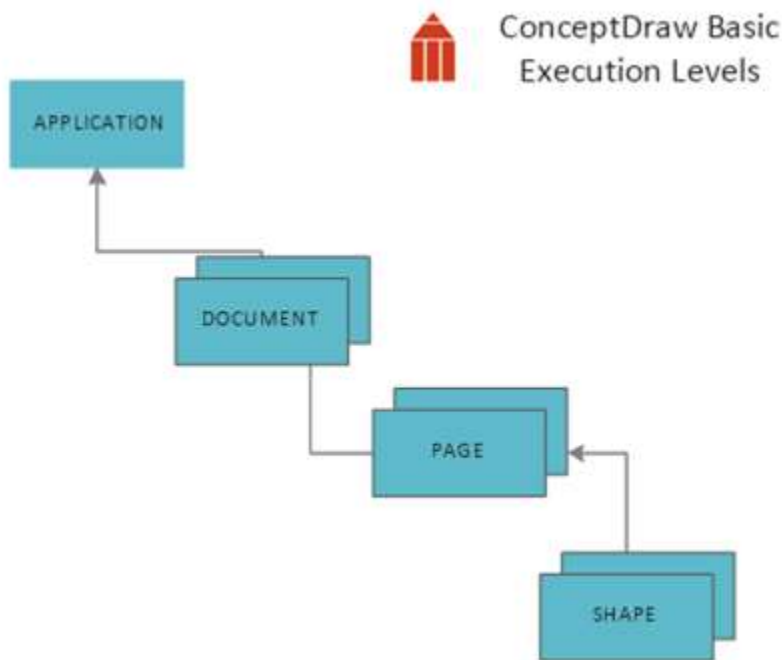 ConceptDraw Basic
Execution Levels
APPLICATION
DOCUMENT
PAGE
SHAPE